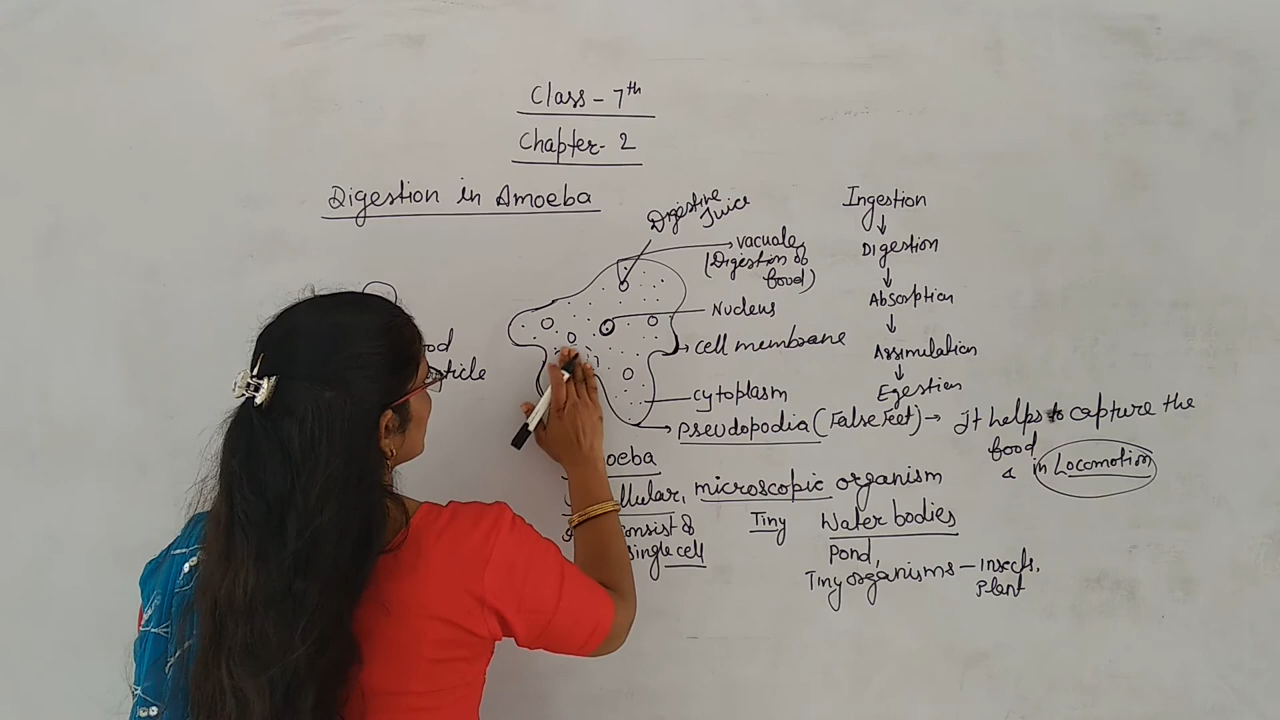 Class - 7th
Chapter - 2
Digestion in Amoeba
Digestive Juice
vacuole
(Digestion of food)
Nucleus
cell membrane
cytoplasm
Pseudopodia (False Feet) → It helps to capture the
food
& in Locomotion
Ingestion
↓
Digestion
↓
Absorption
↓
Assimilation
↓
Egestion
microscopic organism
Tiny
Water bodies
single cell
Pond,
Tiny organisms - insects,
Plant